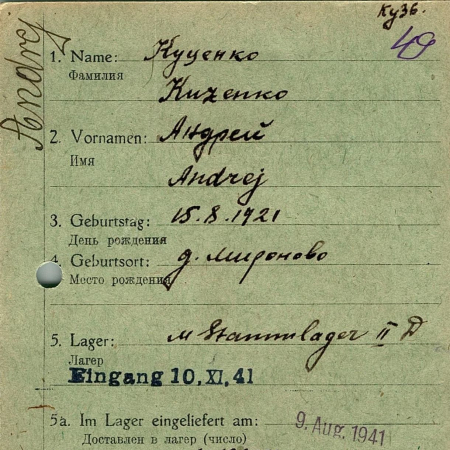 Куз6.
49
Andrej
1. Name: Куценко
Фамилия
Kuzenko
2. Vornamen: Андрей
Имя
Andrej
3. Geburtstag: 15.8.1921
День рождения
4. Geburtsort: д. Мироново
Место рождения
5. Lager: M Stammlager II D
Лагер
Eingang 10. XI. 41
5a. Im Lager eingeliefert am: 9. Aug. 1941
Доставлен в лагер (число)